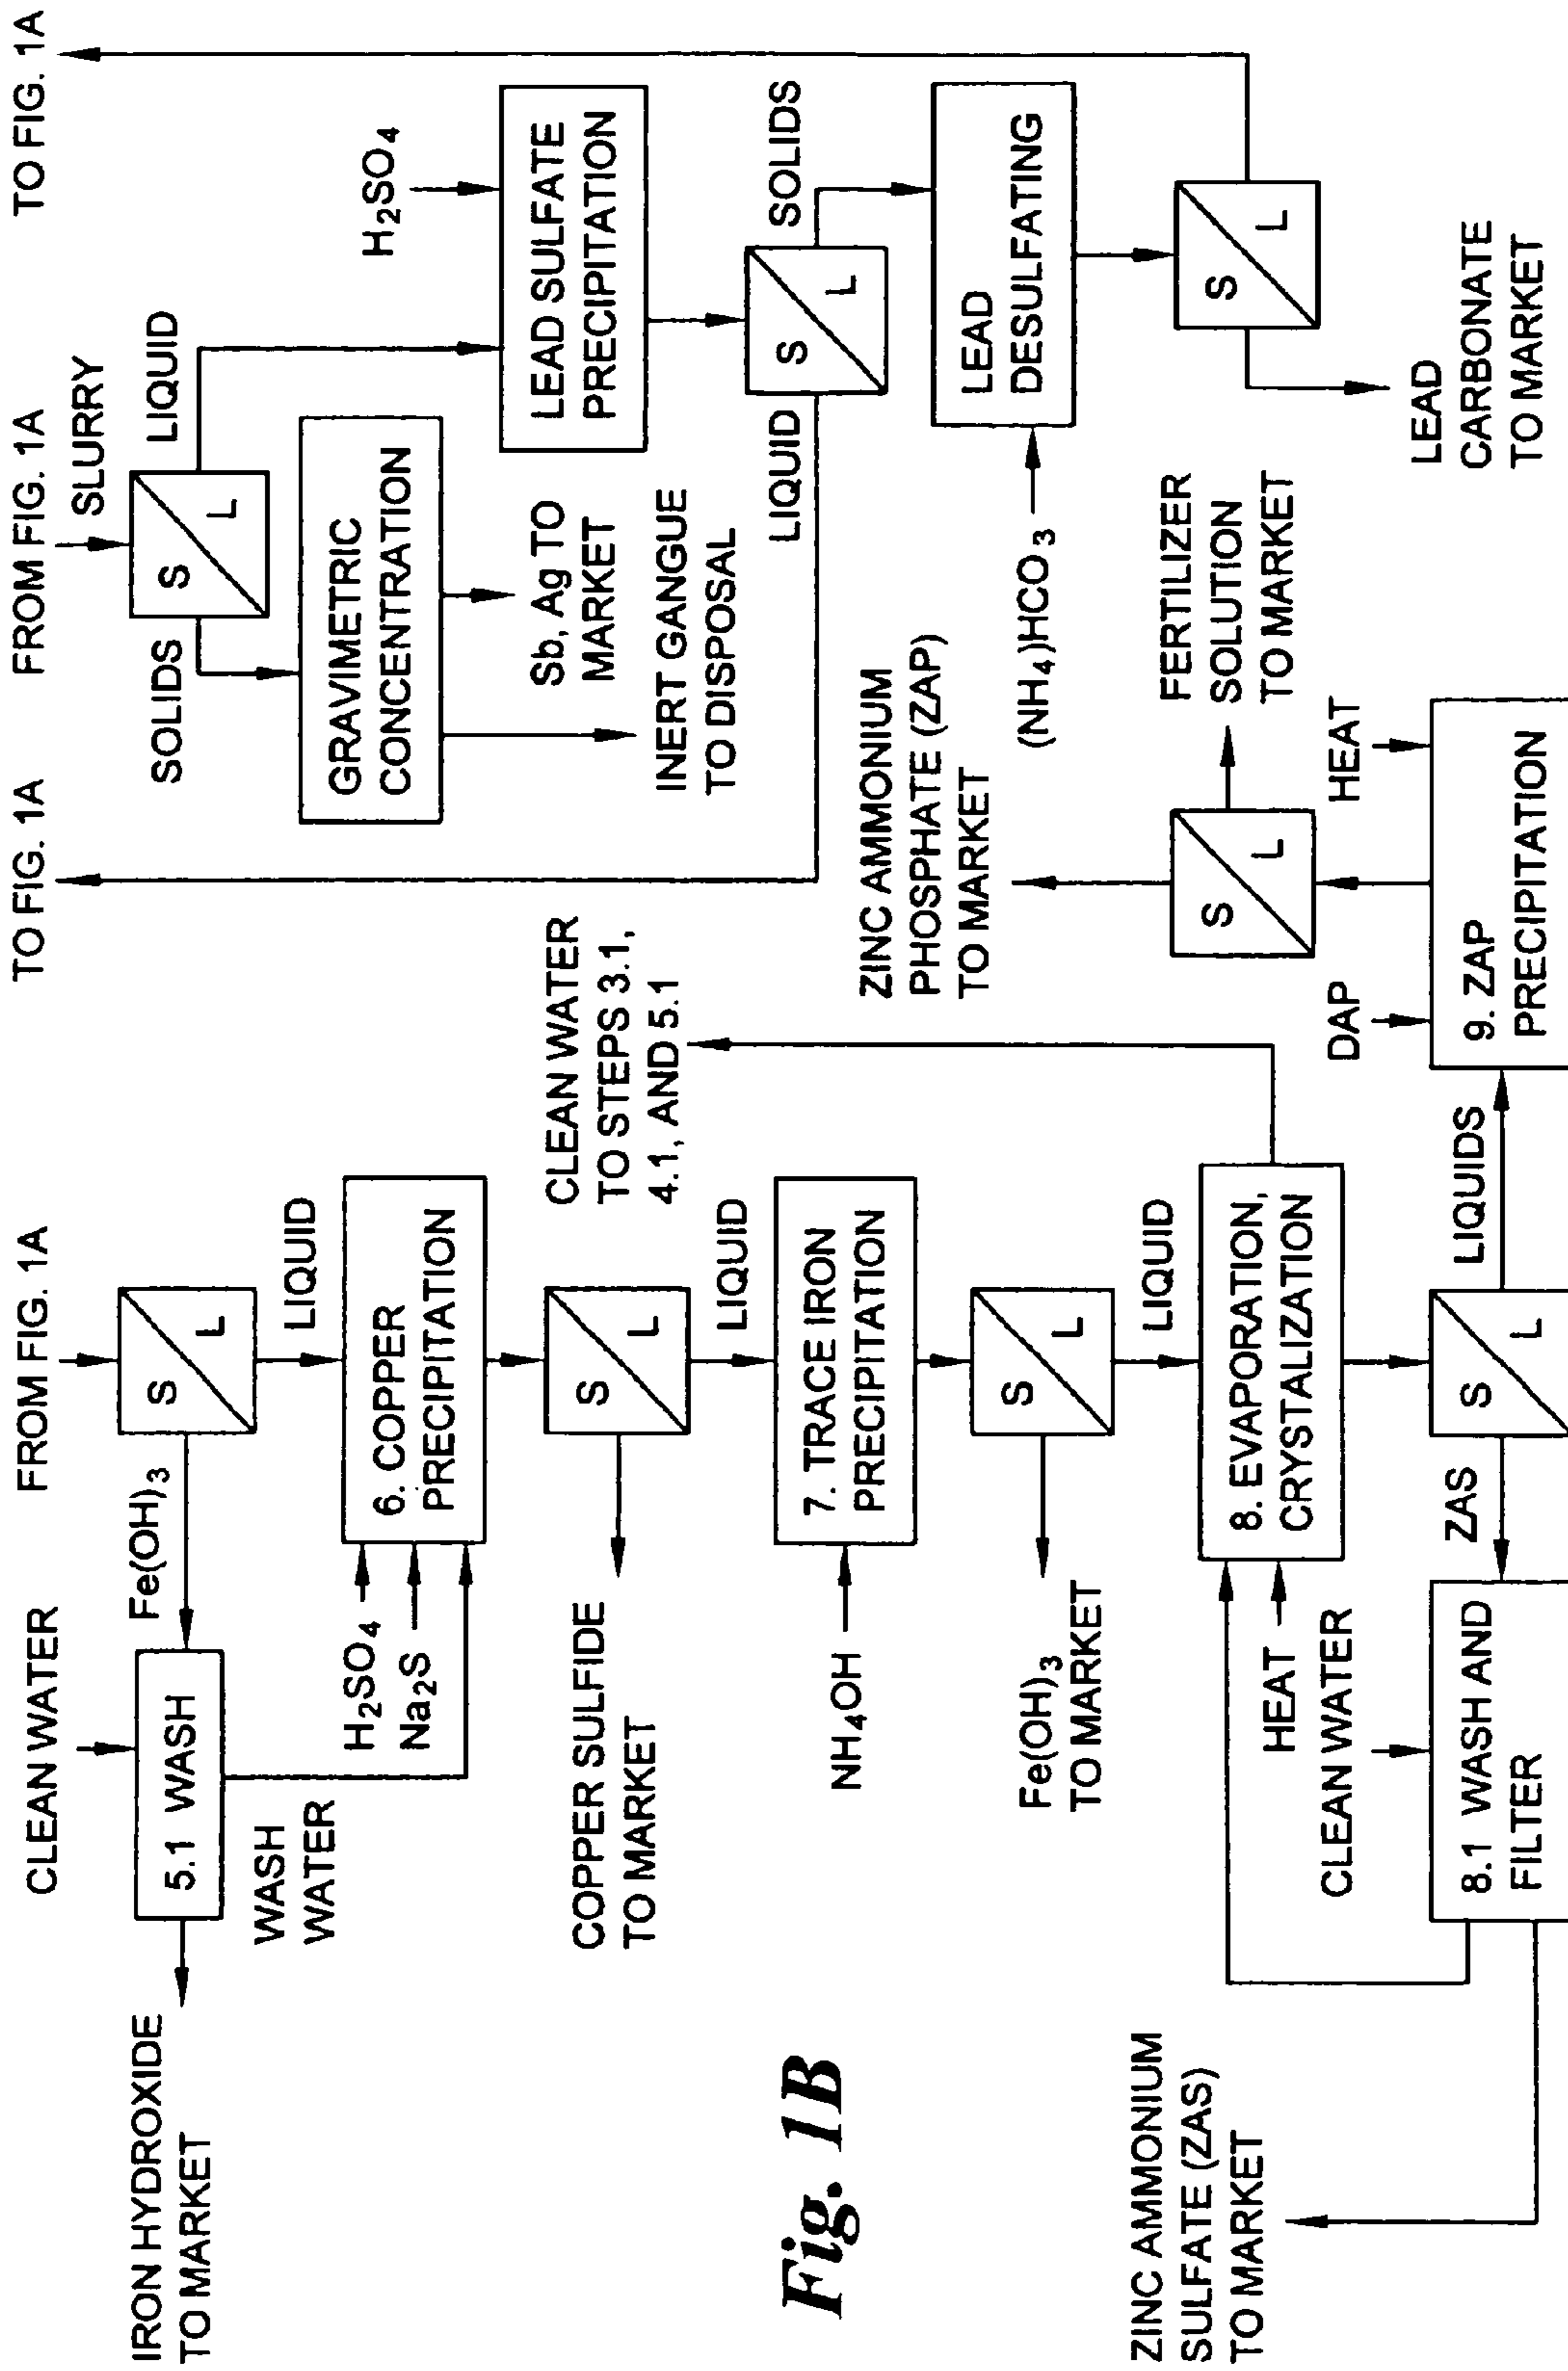 FROM FIG. 1A
TO FIG. 1A
FROM FIG. 1A
TO FIG. 1A
CLEAN WATER
5.1 WASH
Fe(OH)3
S
L
IRON HYDROXIDE
TO MARKET
WASH
WATER
LIQUID
H2SO4
Na2S
6. COPPER
PRECIPITATION
S
L
COPPER SULFIDE
TO MARKET
LIQUID
CLEAN WATER
TO STEPS 3.1,
4.1, AND 5.1
NH4OH
7. TRACE IRON
PRECIPITATION
S
L
Fe(OH)3
TO MARKET
LIQUID
HEAT
8. EVAPORATION,
CRYSTALIZATION
CLEAN WATER
8.1 WASH AND
FILTER
ZAS
S
L
LIQUIDS
ZINC AMMONIUM
SULFATE (ZAS)
TO MARKET
DAP
HEAT
9. ZAP
PRECIPITATION
S
L
ZINC AMMONIUM
PHOSPHATE (ZAP)
TO MARKET
FERTILIZER
SOLUTION
TO MARKET
SLURRY
S
L
SOLIDS
LIQUID
GRAVIMETRIC
CONCENTRATION
Sb, Ag TO
MARKET
INERT GANGUE
TO DISPOSAL
H2SO4
LEAD SULFATE
PRECIPITATION
S
L
LIQUID
SOLIDS
(NH4)HCO3
LEAD
DESULFATING
S
L
LEAD
CARBONATE
TO MARKET
Fig. 1B